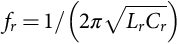 f_r = 1/(2π√(L_r C_r))